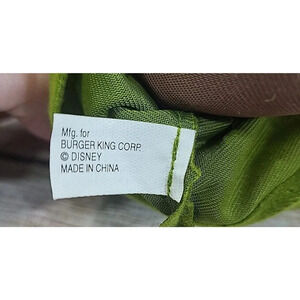 Mfg. for
BURGER KING CORP.
© DISNEY
MADE IN CHINA